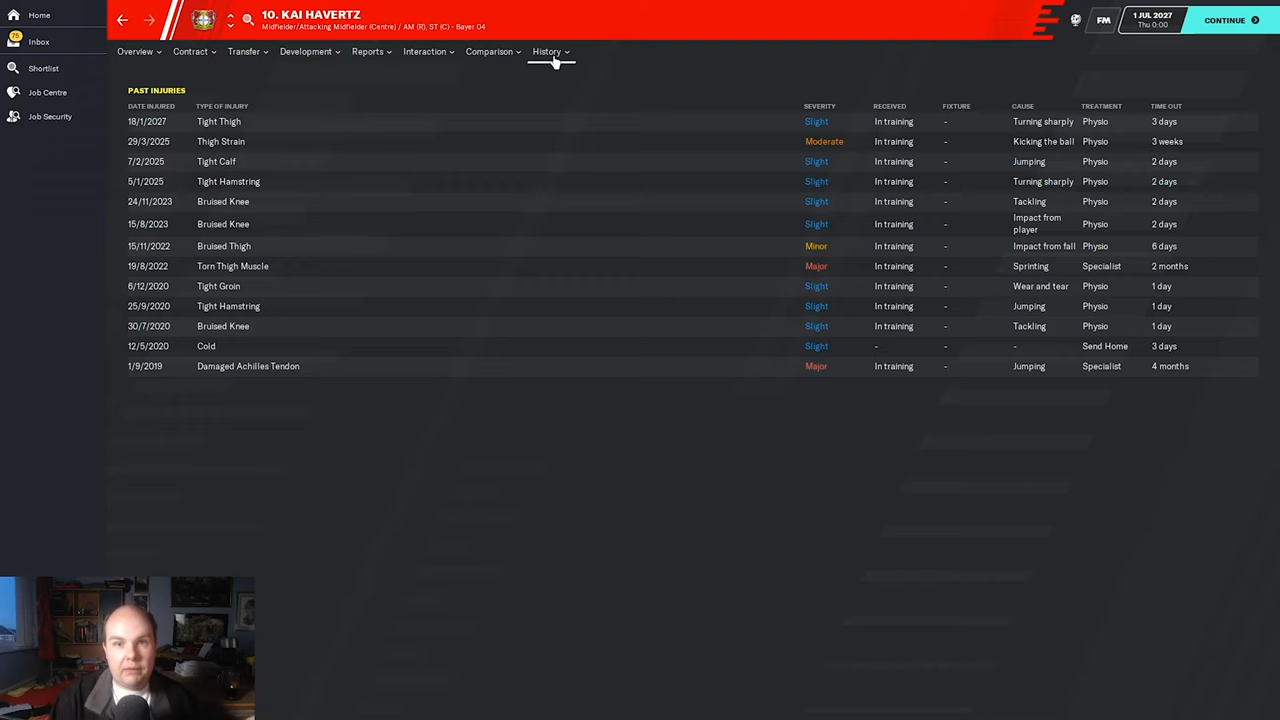 Home
75
Inbox
Shortlist
Job Centre
Job Security
10. KAI HAVERTZ
Midfielder/Attacking Midfielder (Centre) / AM (R), ST (C) - Bayer 04
FM
1 JUL 2027
Thu 0:00
CONTINUE
Overview Contract Transfer Development Reports Interaction Comparison History
PAST INJURIES
DATE INJURED TYPE OF INJURY SEVERITY RECEIVED FIXTURE CAUSE TREATMENT TIME OUT
18/1/2027 Tight Thigh Slight In training - Turning sharply Physio 3 days
29/3/2025 Thigh Strain Moderate In training - Kicking the ball Physio 3 weeks
7/2/2025 Tight Calf Slight In training - Jumping Physio 2 days
5/1/2025 Tight Hamstring Slight In training - Turning sharply Physio 2 days
24/11/2023 Bruised Knee Slight In training - Tackling Physio 2 days
15/8/2023 Bruised Knee Slight In training - Impact from player Physio 2 days
15/11/2022 Bruised Thigh Minor In training - Impact from fall Physio 6 days
19/8/2022 Torn Thigh Muscle Major In training - Sprinting Specialist 2 months
6/12/2020 Tight Groin Slight In training - Wear and tear Physio 1 day
25/9/2020 Tight Hamstring Slight In training - Jumping Physio 1 day
30/7/2020 Bruised Knee Slight In training - Tackling Physio 1 day
12/5/2020 Cold Slight - - - Send Home 3 days
1/9/2019 Damaged Achilles Tendon Major In training - Jumping Specialist 4 months